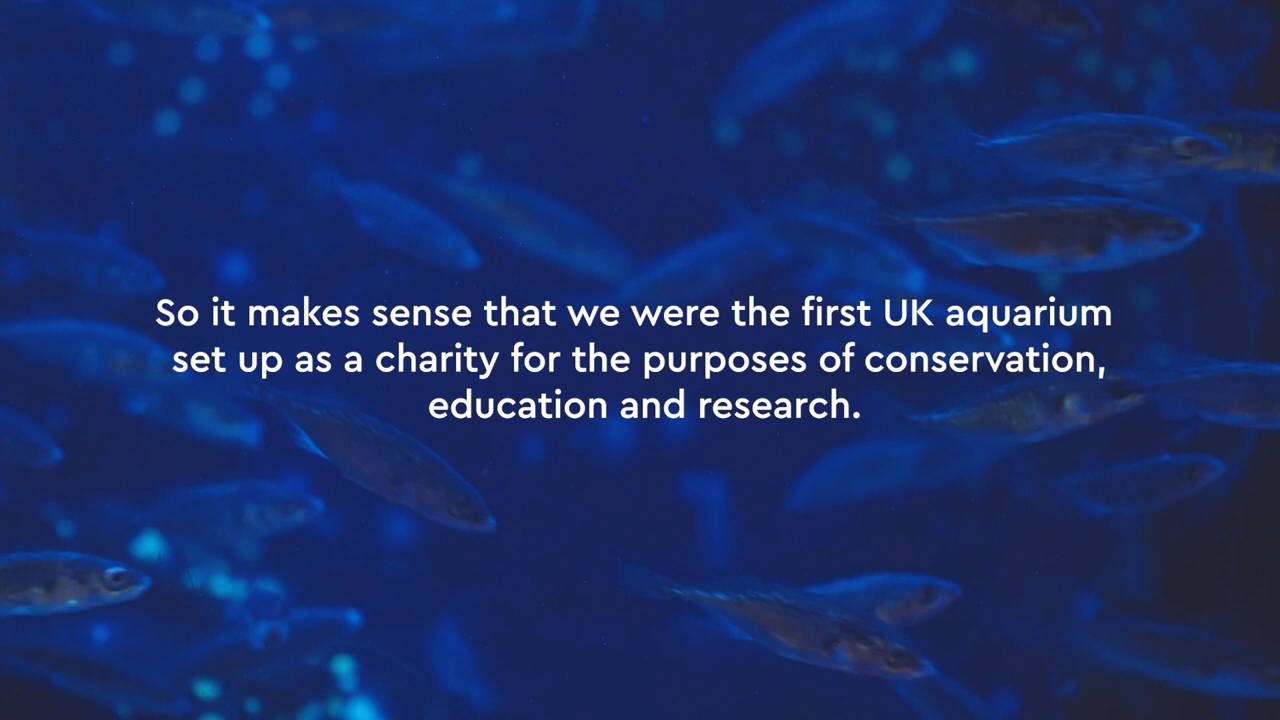 So it makes sense that we were the first UK aquarium
set up as a charity for the purposes of conservation,
education and research.